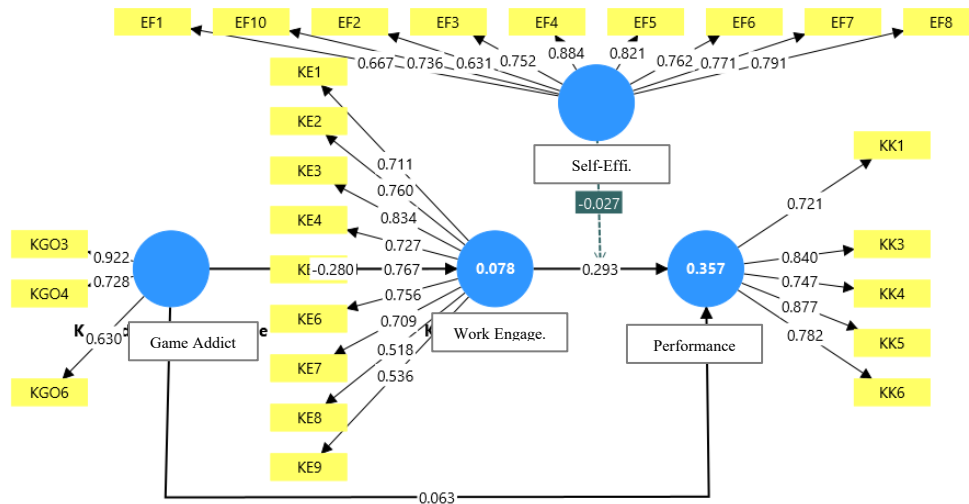 EF1 EF10 EF2 EF3 EF4 EF5 EF6 EF7 EF8
0.667 0.736 0.631 0.752 0.884 0.821 0.762 0.771 0.791
KE1
KE2
KE3
KE4
KE6
KE7
KE8
KE9
0.711
0.760
0.834
0.727
0.767
0.756
0.709
0.518
0.536
Self-Effi.
-0.027
KGO3
KGO4
KGO6
0.922
0.728
0.630
Game Addict
-0.280
0.078
Work Engage.
0.293
0.357
Performance
KK1
KK3
KK4
KK5
KK6
0.721
0.840
0.747
0.877
0.782
0.063